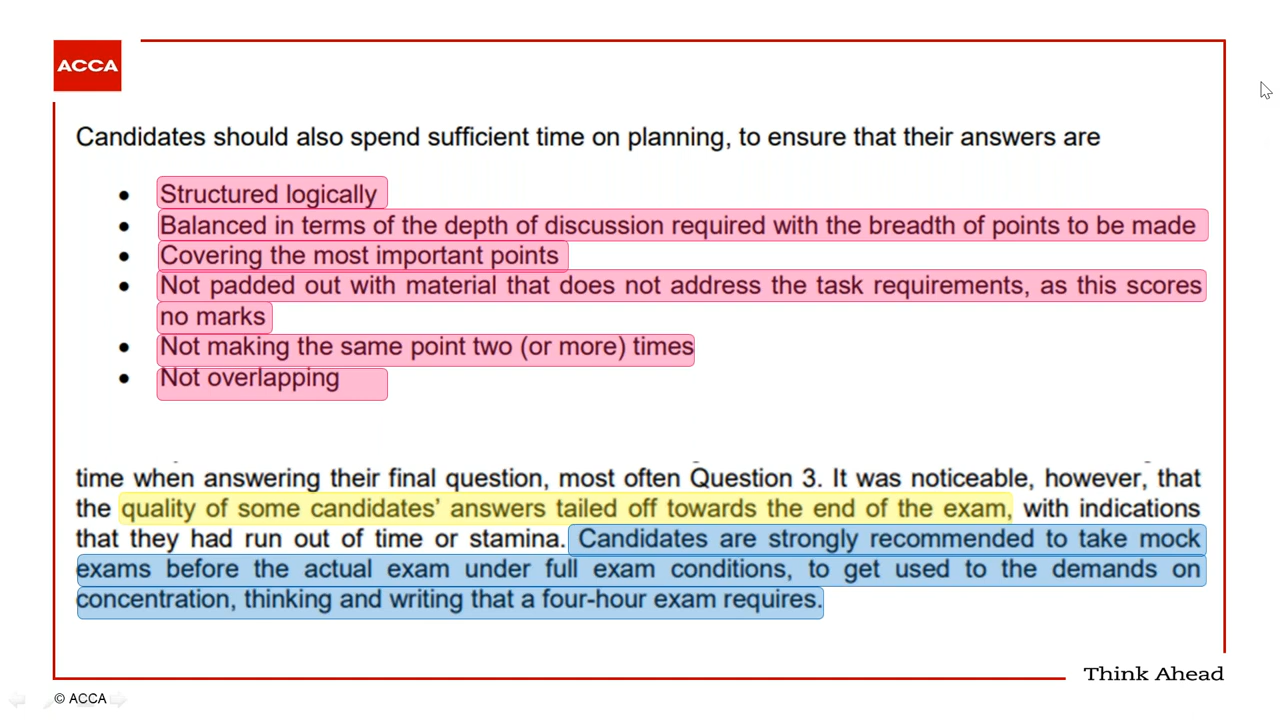 ACCA
Candidates should also spend sufficient time on planning, to ensure that their answers are
• Structured logically
• Balanced in terms of the depth of discussion required with the breadth of points to be made
• Covering the most important points
• Not padded out with material that does not address the task requirements, as this scores
no marks
• Not making the same point two (or more) times
• Not overlapping
time when answering their final question, most often Question 3. It was noticeable, however, that
the quality of some candidates’ answers tailed off towards the end of the exam, with indications
that they had run out of time or stamina. Candidates are strongly recommended to take mock
exams before the actual exam under full exam conditions, to get used to the demands on
concentration, thinking and writing that a four-hour exam requires.
Think Ahead
© ACCA